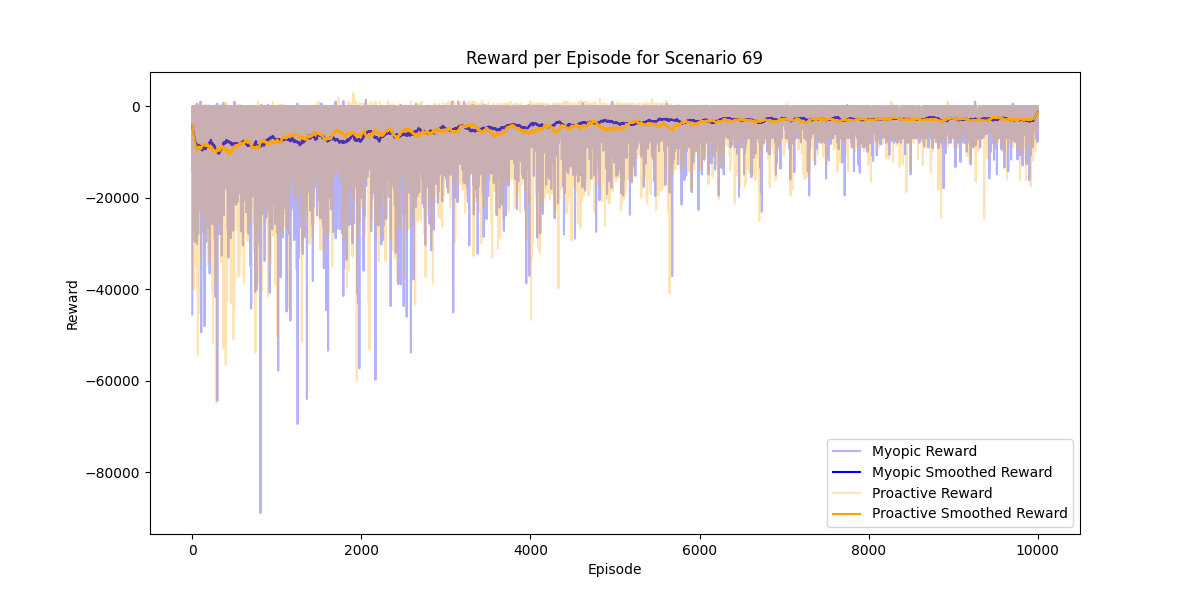 Reward per Episode for Scenario 69
0
−20000
−40000
−60000
−80000
Reward
0
2000
4000
6000
8000
10000
Episode
Myopic Reward
Myopic Smoothed Reward
Proactive Reward
Proactive Smoothed Reward